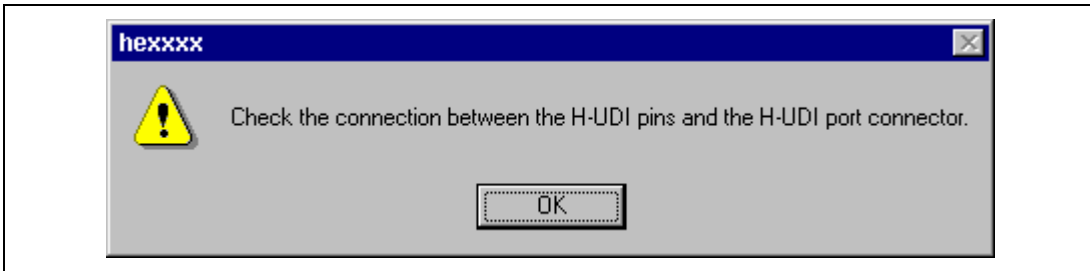 hexxxx
Check the connection between the H-UDI pins and the H-UDI port connector.
OK